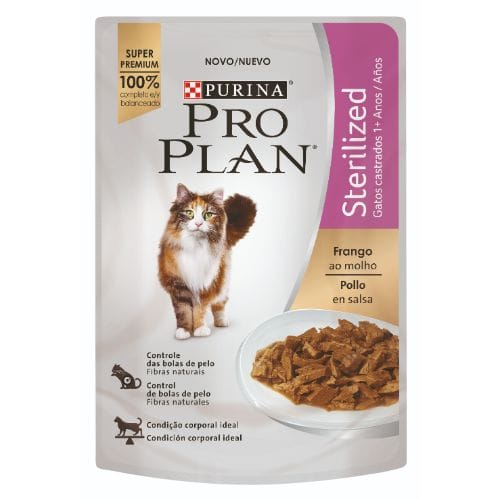 NOVO/NUEVO
SUPER
PREMIUM
100%
completo e/y
balanceado
PURINA
PRO
PLAN®
Sterilized
Gatos castrados 1+ Anos / Años
Frango
ao molho
Pollo
en salsa
Controle
das bolas de pelo
Fibras naturais
Control
de bolas de pelo
Fibras naturales
Condição corporal ideal
Condición corporal ideal